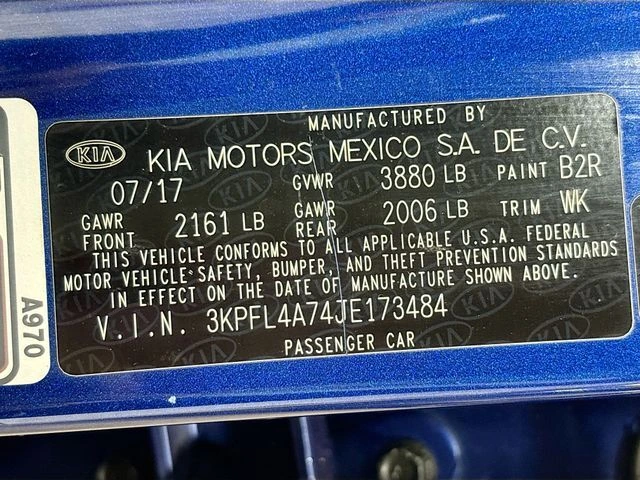 MANUFACTURED BY
KIA KIA MOTORS MEXICO S.A. DE C.V.
07/17 GVWR 3880 LB PAINT B2R
GAWR FRONT 2161 LB GAWR REAR 2006 LB TRIM WK
THIS VEHICLE CONFORMS TO ALL APPLICABLE U.S.A. FEDERAL
MOTOR VEHICLE SAFETY, BUMPER, AND THEFT PREVENTION STANDARDS
IN EFFECT ON THE DATE OF MANUFACTURE SHOWN ABOVE.
V.I.N. 3KPFL4A74JE173484
PASSENGER CAR
A970